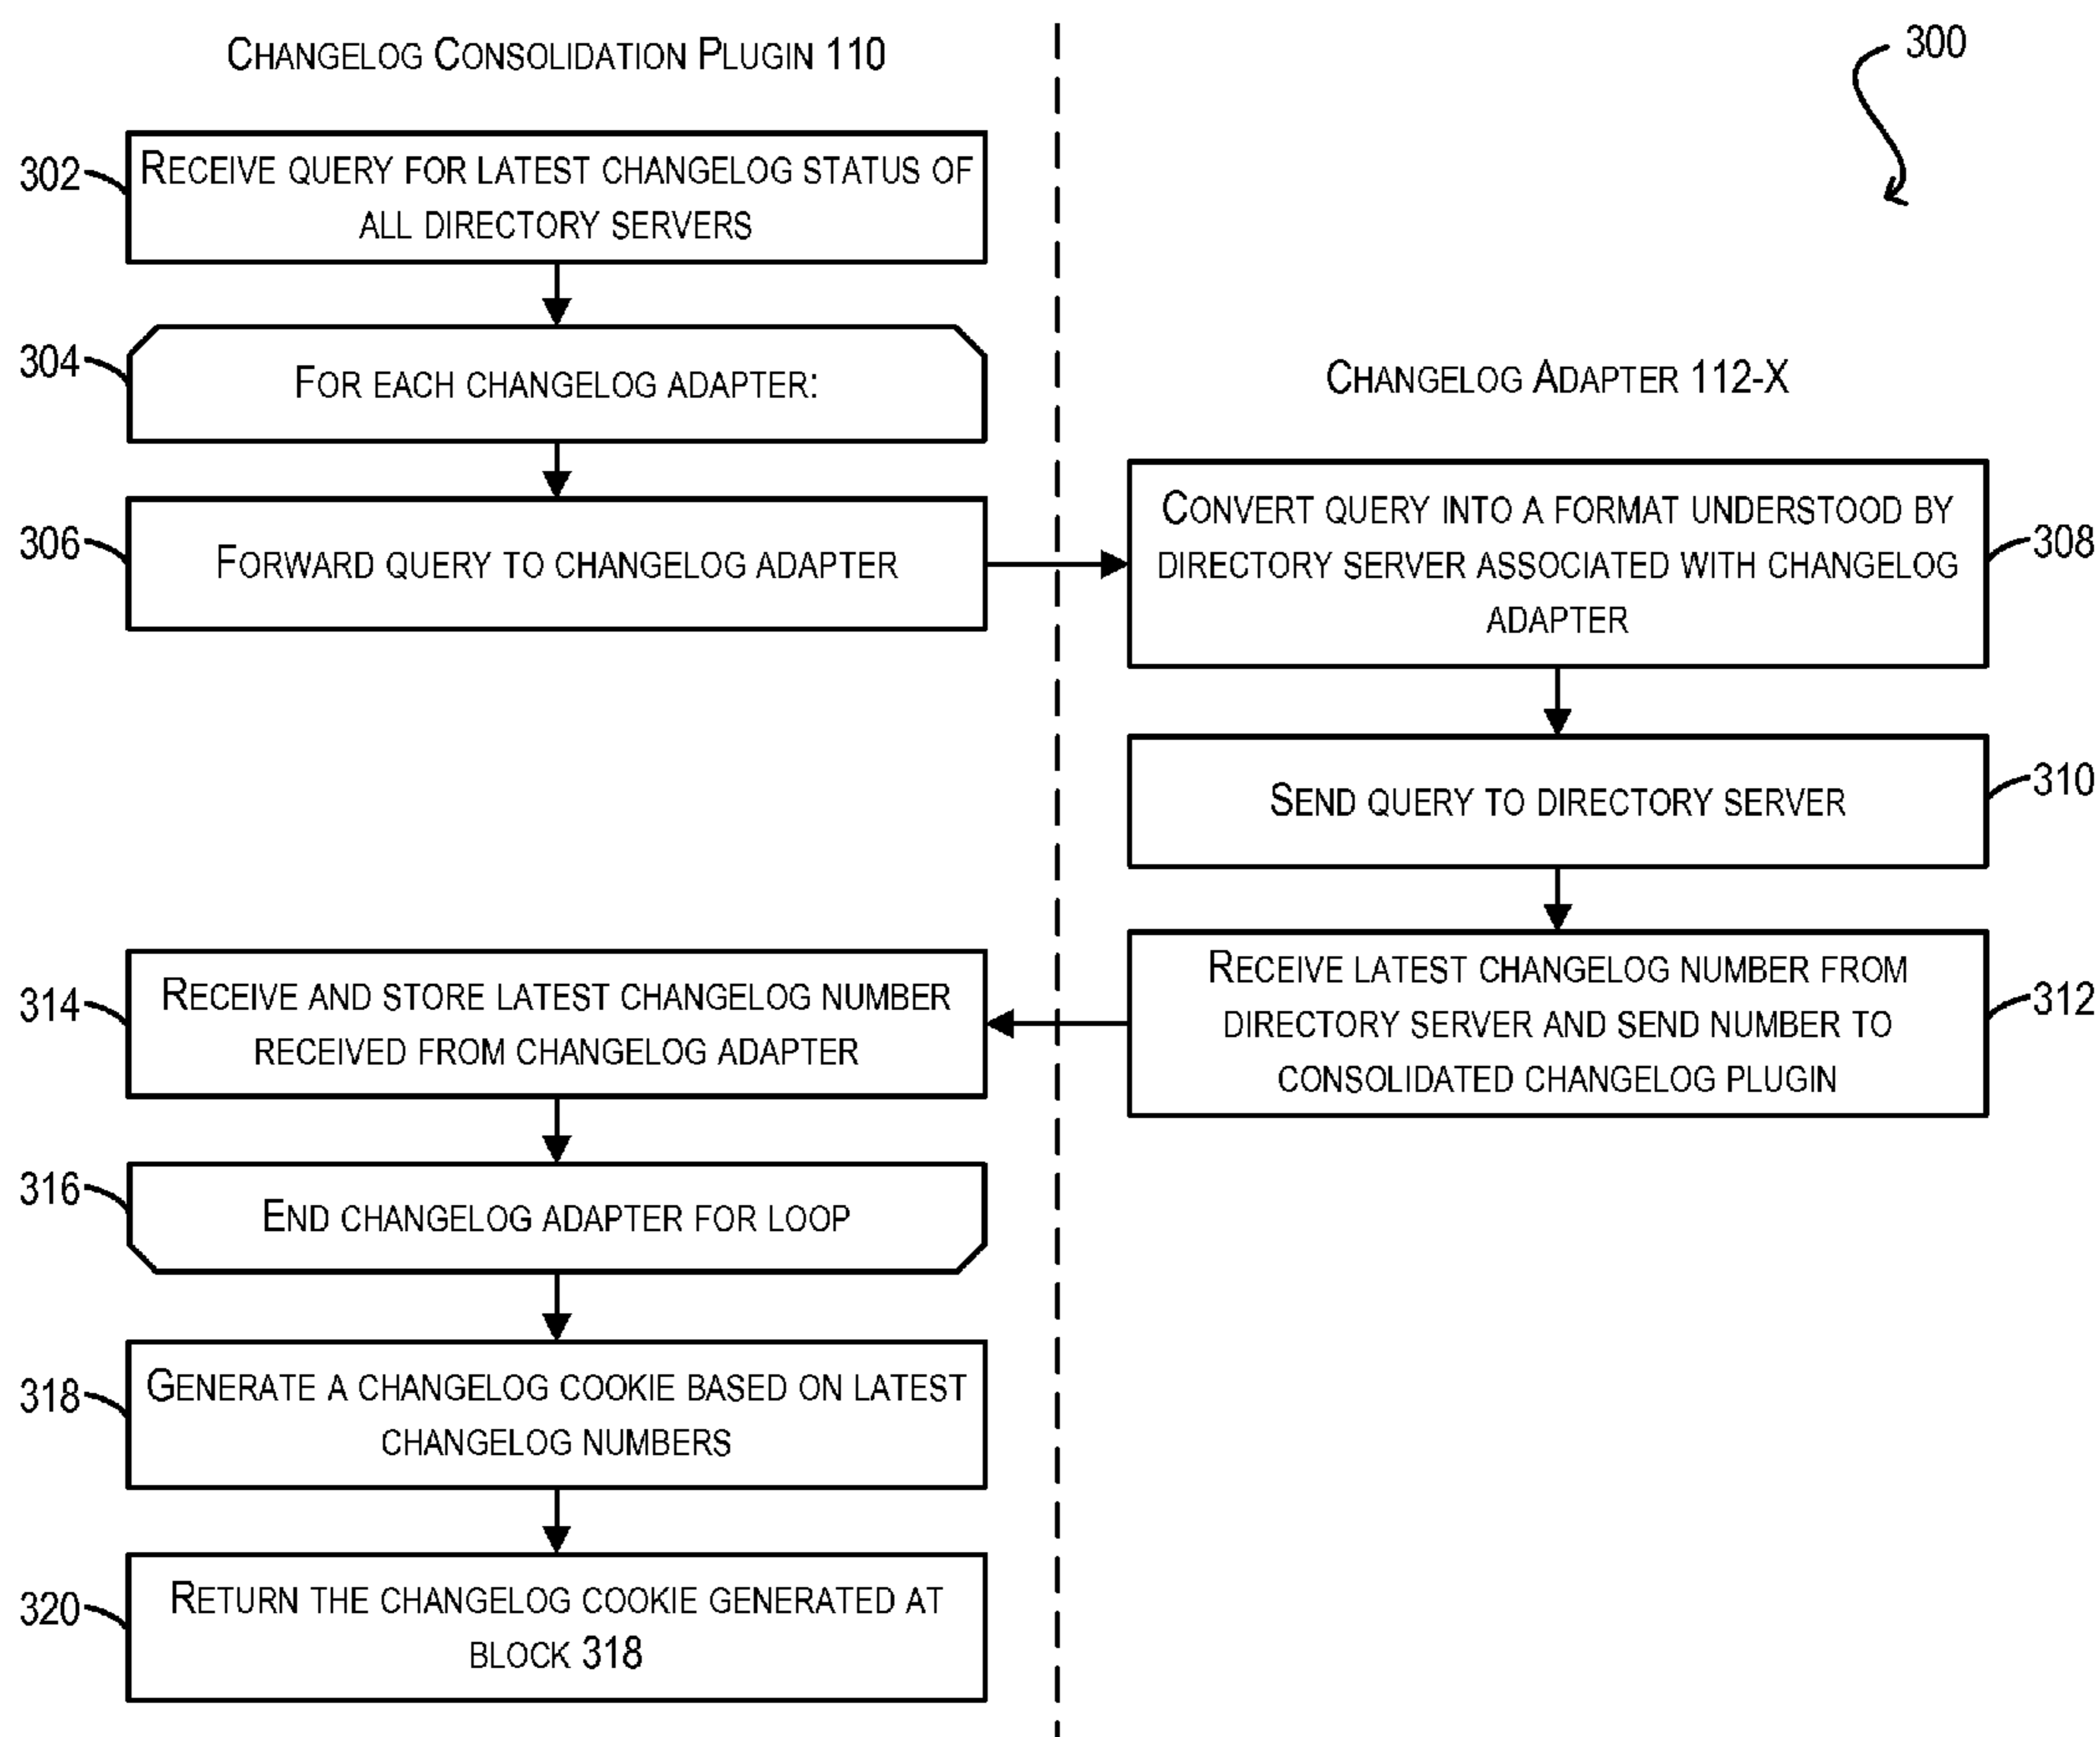 CHANGELOG CONSOLIDATION PLUGIN 110
300
302
RECEIVE QUERY FOR LATEST CHANGELOG STATUS OF
ALL DIRECTORY SERVERS
304
FOR EACH CHANGELOG ADAPTER:
306
FORWARD QUERY TO CHANGELOG ADAPTER
CHANGELOG ADAPTER 112-X
CONVERT QUERY INTO A FORMAT UNDERSTOOD BY
DIRECTORY SERVER ASSOCIATED WITH CHANGELOG
ADAPTER
308
SEND QUERY TO DIRECTORY SERVER
310
RECEIVE LATEST CHANGELOG NUMBER FROM
DIRECTORY SERVER AND SEND NUMBER TO
CONSOLIDATED CHANGELOG PLUGIN
312
314
RECEIVE AND STORE LATEST CHANGELOG NUMBER
RECEIVED FROM CHANGELOG ADAPTER
316
END CHANGELOG ADAPTER FOR LOOP
318
GENERATE A CHANGELOG COOKIE BASED ON LATEST
CHANGELOG NUMBERS
320
RETURN THE CHANGELOG COOKIE GENERATED AT
BLOCK 318